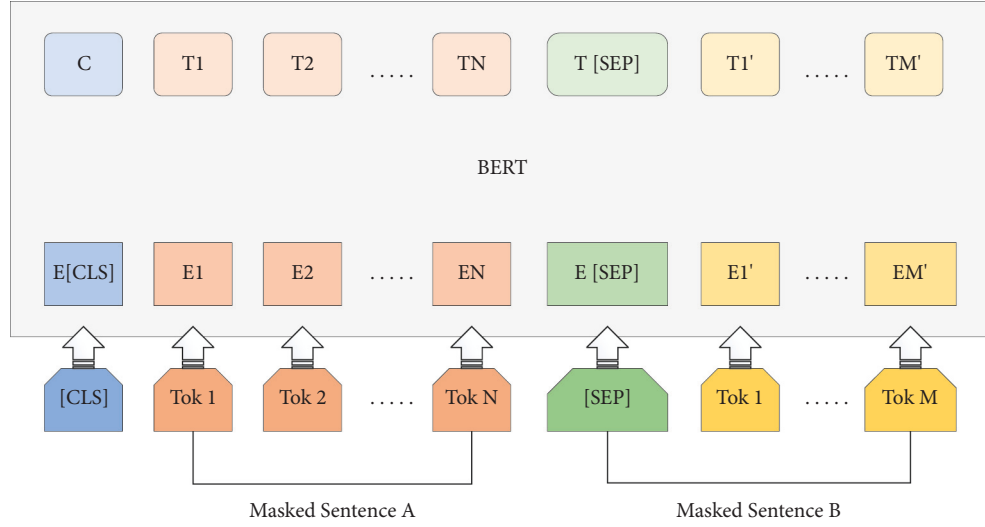 C T1 T2 ..... TN T [SEP] T1' ..... TM'
BERT
E[CLS] E1 E2 ..... EN E [SEP] E1' ..... EM'
[CLS] Tok 1 Tok 2 ..... Tok N [SEP] Tok 1 ..... Tok M
Masked Sentence A Masked Sentence B